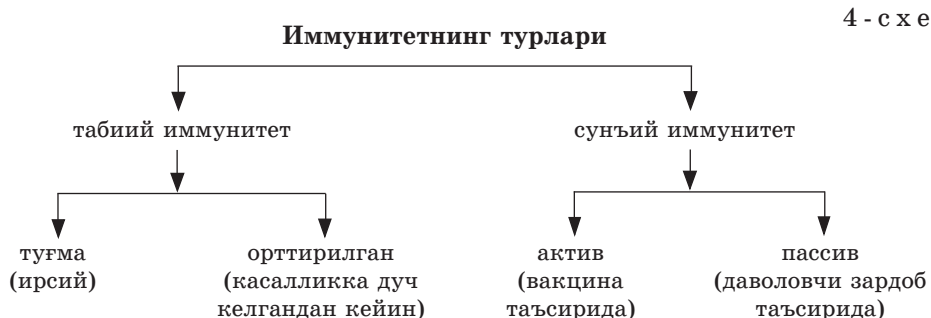 4-схе
Иммунитетнинг турлари
табиий иммунитет
сунъий иммунитет
туғма
(ирсий)
орттирилган
(касалликка дуч
келгандан кейин)
актив
(вакцина
таъсирида)
пассив
(даволовчи зардоб
таъсирида)